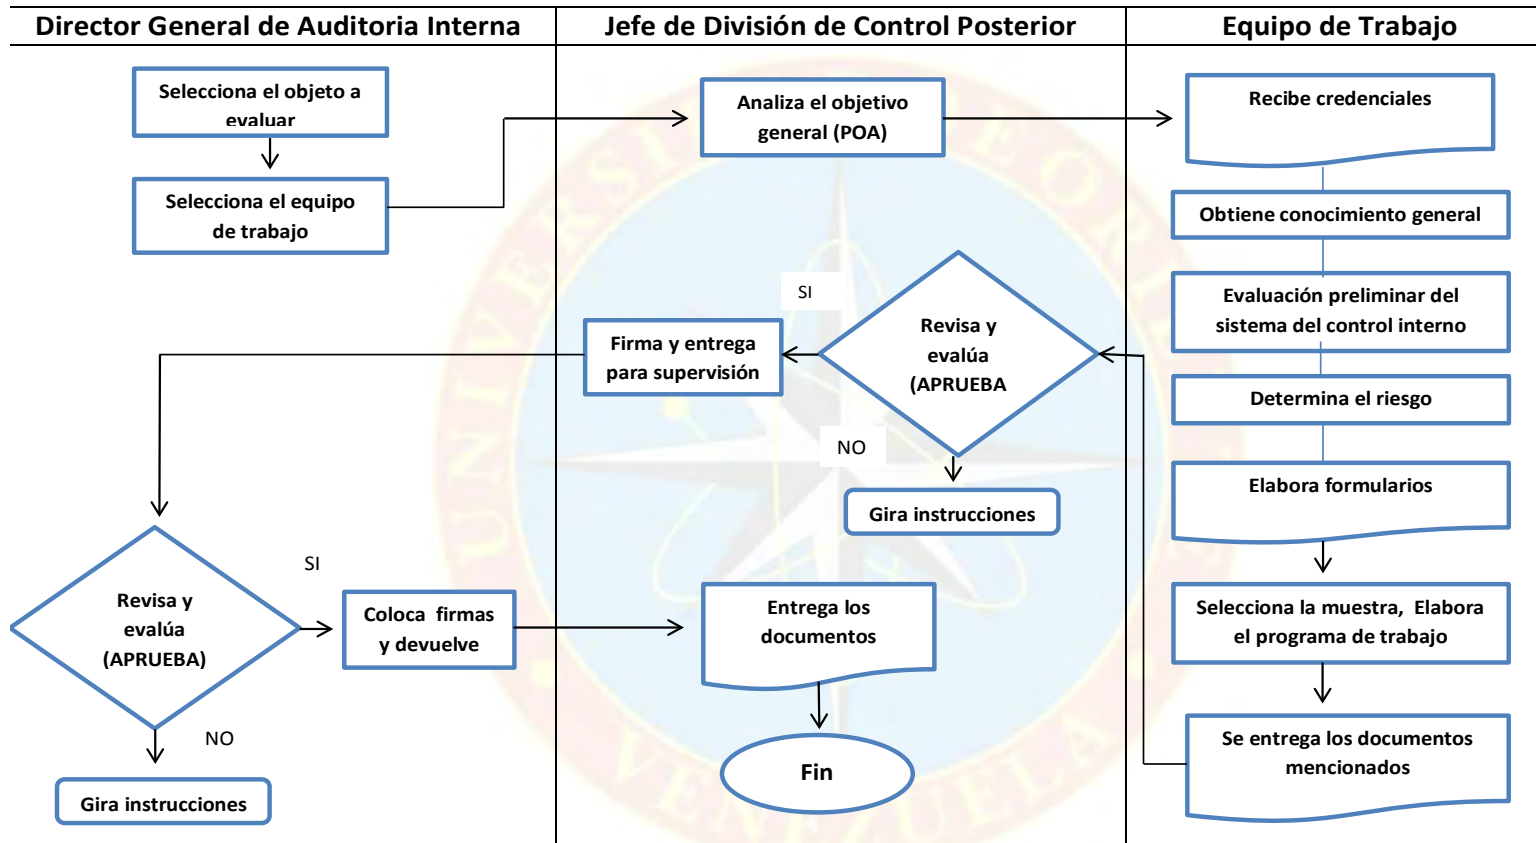 Director General de Auditoria Interna
Jefe de División de Control Posterior
Equipo de Trabajo
Selecciona el objeto a
evaluar
Selecciona el equipo
de trabajo
Analiza el objetivo
general (POA)
Recibe credenciales
Obtiene conocimiento general
Evaluación preliminar del
sistema del control interno
Determina el riesgo
Elabora formularios
Selecciona la muestra, Elabora
el programa de trabajo
Se entrega los documentos
mencionados
Revisa y
evalúa
(APRUEBA
SI
NO
Firma y entrega
para supervisión
Gira instrucciones
Revisa y
evalúa
(APRUEBA)
SI
NO
Coloca firmas
y devuelve
Gira instrucciones
Entrega los
documentos
Fin
UNIVERSI
E ORIE
VENEZUELA